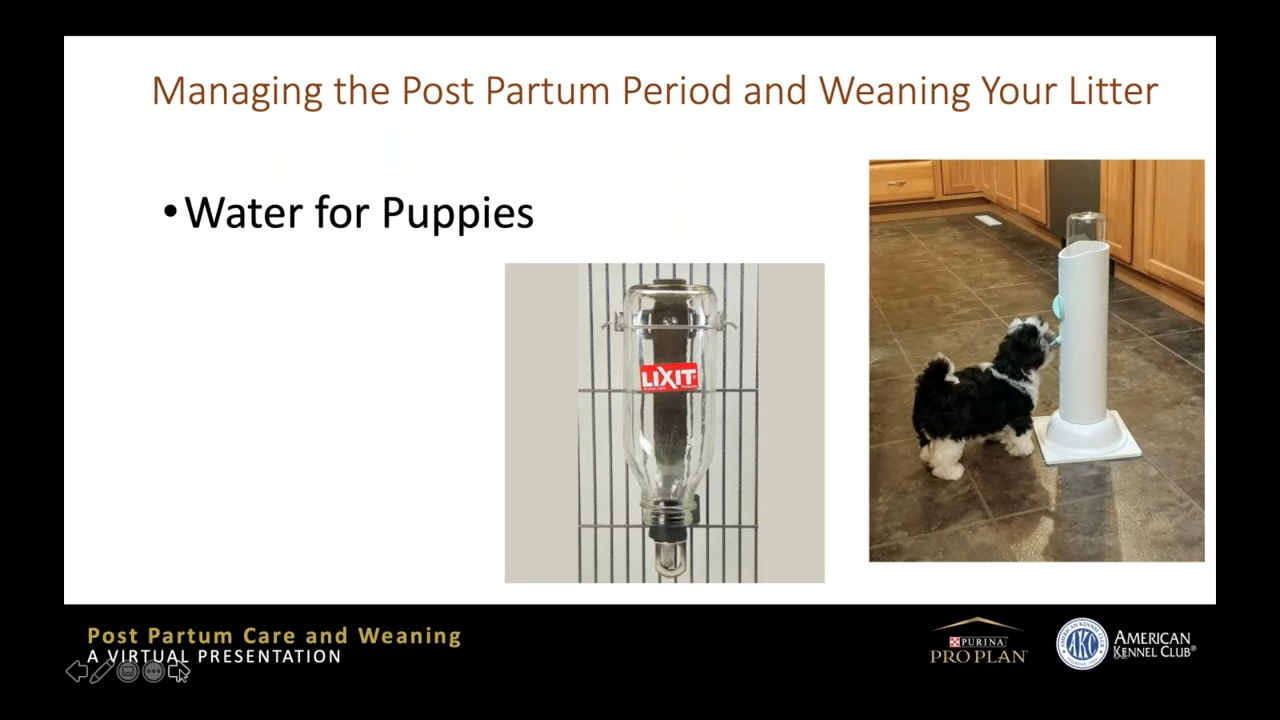 Managing the Post Partum Period and Weaning Your Litter
•Water for Puppies
LIXIT
Post Partum Care and Weaning
A VIRTUAL PRESENTATION
PURINA
PRO PLAN
AKC
AMERICAN
KENNEL CLUB®